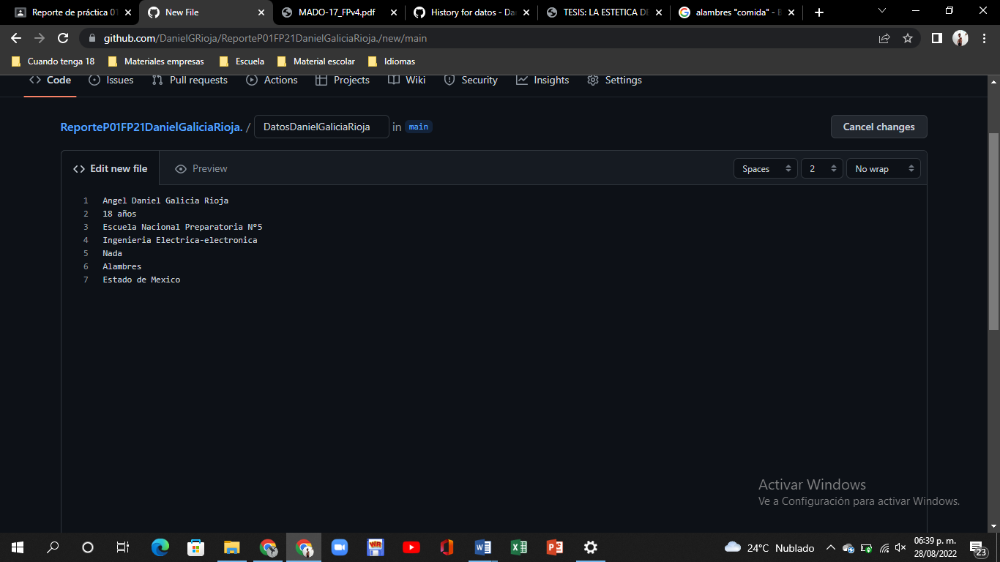 Reporte de práctica 01
New File
MADO-17_FPv4.pdf
History for datos - Da
TESIS: LA ESTETICA DE
alambres "comida" - B
github.com/DanielGRioja/ReporteP01FP21DanielGaliciaRioja./new/main
Cuando tenga 18
Materiales empresas
Escuela
Material escolar
Idiomas
Code
Issues
Pull requests
Actions
Projects
Wiki
Security
Insights
Settings
ReporteP01FP21DanielGaliciaRioja. / DatosDanielGaliciaRioja in main
Cancel changes
<> Edit new file
Preview
Spaces
2
No wrap
1 Angel Daniel Galicia Rioja
2 18 años
3 Escuela Nacional Preparatoria Nº5
4 Ingenieria Electrica-electronica
5 Nada
6 Alambres
7 Estado de Mexico
Activar Windows
Ve a Configuración para activar Windows.
24°C Nublado
06:39 p. m.
28/08/2022
23